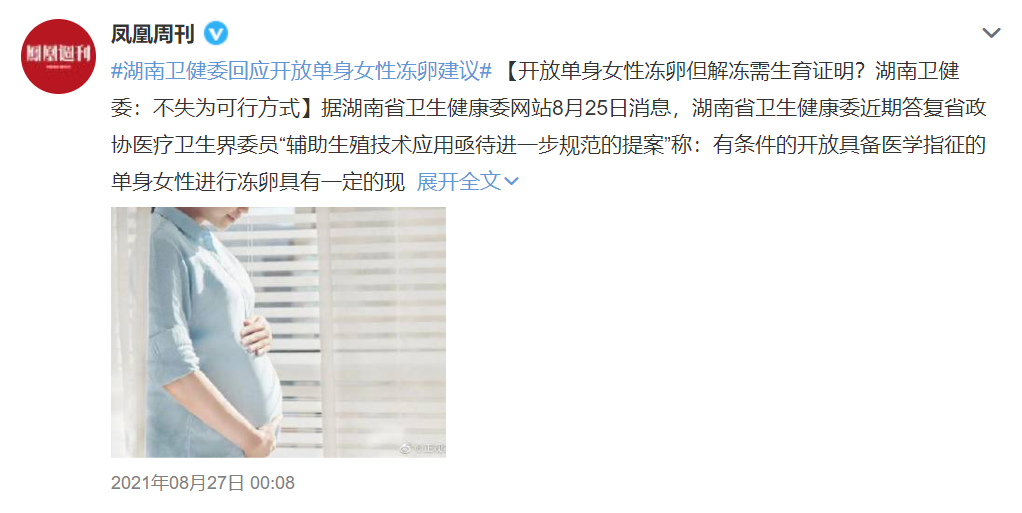 鳳凰週刊
凤凰周刊
#湖南卫健委回应开放单身女性冻卵建议# 【开放单身女性冻卵但解冻需生育证明？湖南卫健
委：不失为可行方式】据湖南省卫生健康委网站8月25日消息，湖南省卫生健康委近期答复省政
协医疗卫生界委员“辅助生殖技术应用亟待进一步规范的提案”称：有条件的开放具备医学指征的
单身女性进行冻卵具有一定的现 展开全文
2021年08月27日 00:08